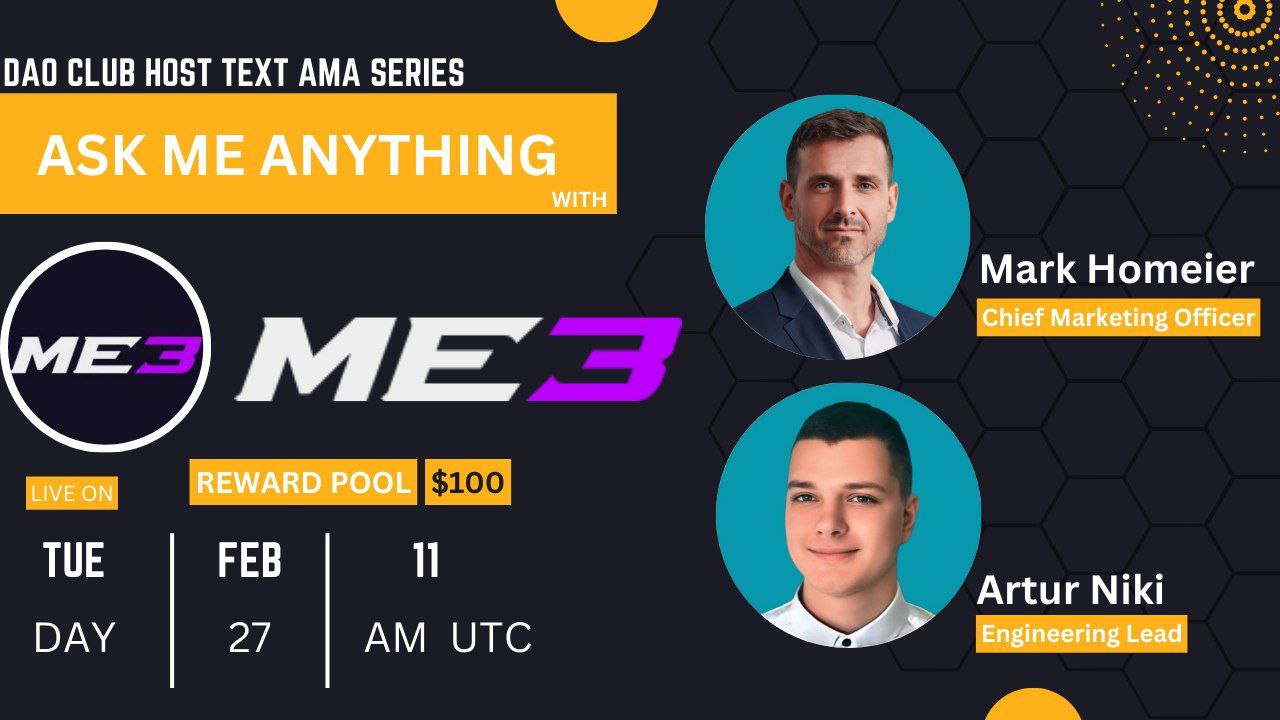 DAO CLUB HOST TEXT AMA SERIES
ASK ME ANYTHING
WITH
ME3
ME3
REWARD POOL $100
LIVE ON
TUE FEB 11
DAY 27 AM UTC
Mark Homeier
Chief Marketing Officer
Artur Niki
Engineering Lead